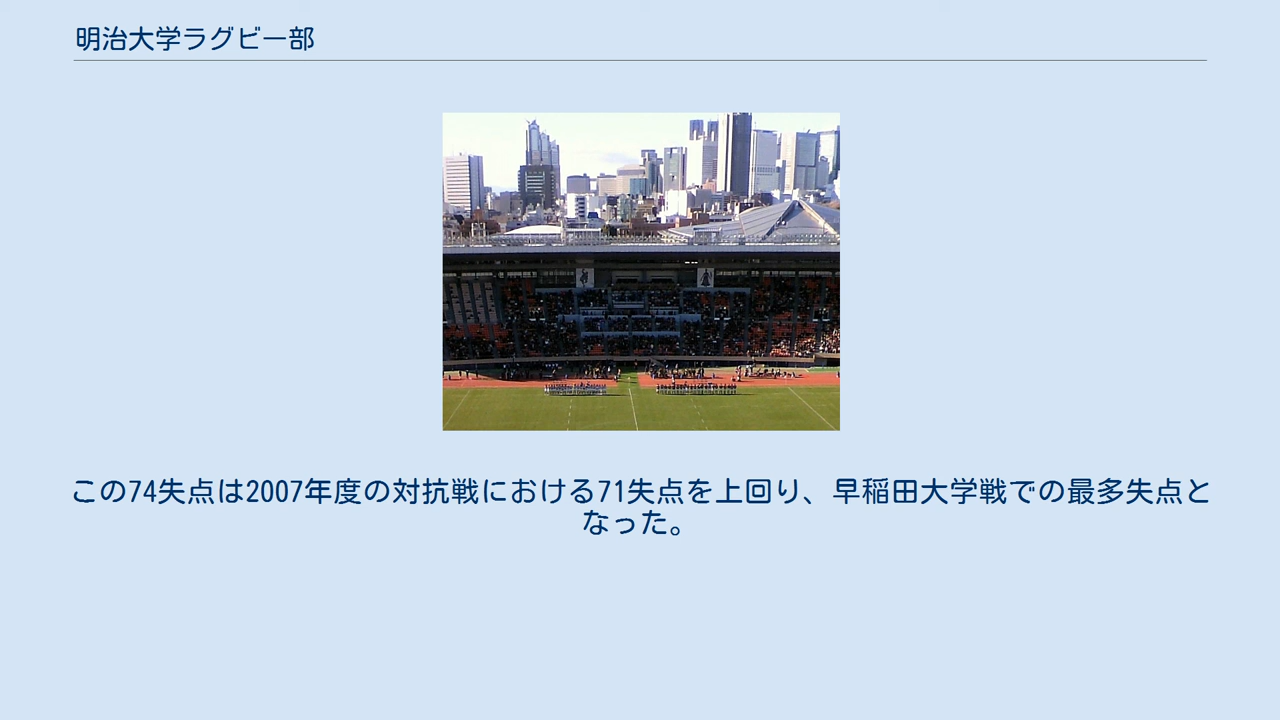 明治大学ラグビー部
この74失点は2007年度の対抗戦における71失点を上回り、早稲田大学戦での最多失点と
なった。